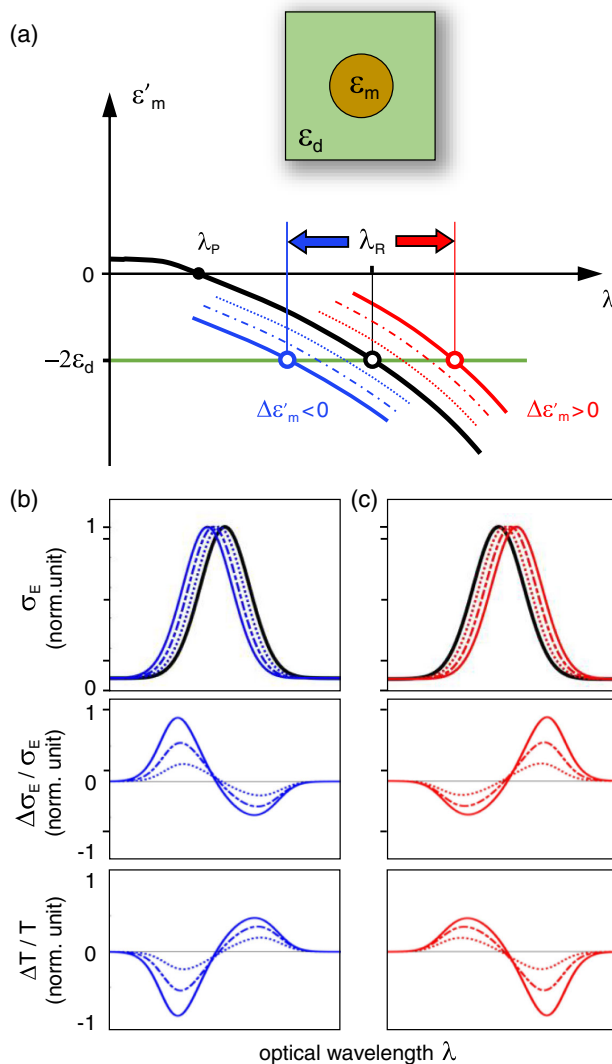 (a)
ε'm
εm
εd
λP
λR
0
λ
−2εd
Δε'm<0
Δε'm>0
(b)
(c)
1
σE
(norm.unit)
0
1
ΔσE / σE
(norm. unit)
0
-1
1
ΔT / T
(norm. unit)
0
-1
optical wavelength λ